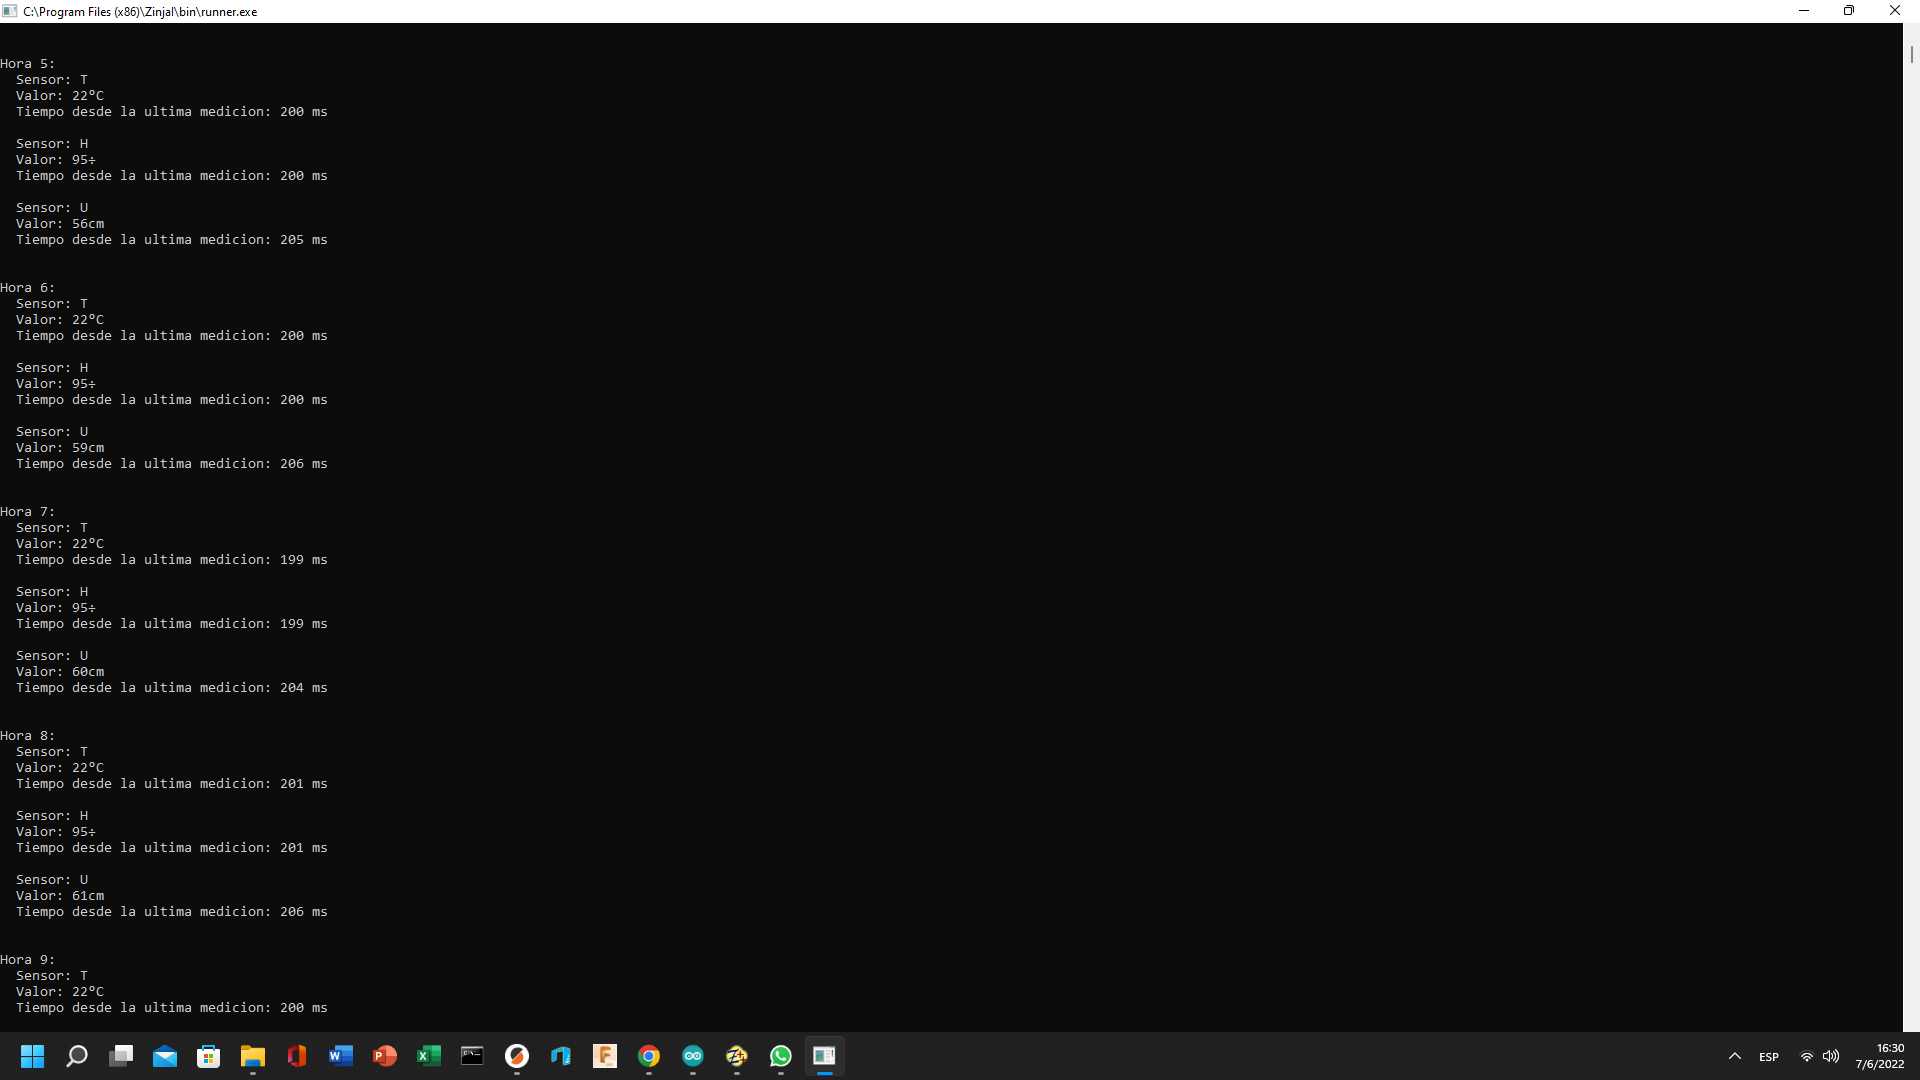 C:\Program Files (x86)\Zinjal\bin\runner.exe
Hora 5:
Sensor: T
Valor: 22ºC
Tiempo desde la ultima medicion: 200 ms
Sensor: H
Valor: 95÷
Tiempo desde la ultima medicion: 200 ms
Sensor: U
Valor: 56cm
Tiempo desde la ultima medicion: 205 ms
Hora 6:
Sensor: T
Valor: 22ºC
Tiempo desde la ultima medicion: 200 ms
Sensor: H
Valor: 95÷
Tiempo desde la ultima medicion: 200 ms
Sensor: U
Valor: 59cm
Tiempo desde la ultima medicion: 206 ms
Hora 7:
Sensor: T
Valor: 22ºC
Tiempo desde la ultima medicion: 199 ms
Sensor: H
Valor: 95÷
Tiempo desde la ultima medicion: 199 ms
Sensor: U
Valor: 60cm
Tiempo desde la ultima medicion: 204 ms
Hora 8:
Sensor: T
Valor: 22ºC
Tiempo desde la ultima medicion: 201 ms
Sensor: H
Valor: 95÷
Tiempo desde la ultima medicion: 201 ms
Sensor: U
Valor: 61cm
Tiempo desde la ultima medicion: 206 ms
Hora 9:
Sensor: T
Valor: 22ºC
Tiempo desde la ultima medicion: 200 ms
ESP
16:30
7/6/2022